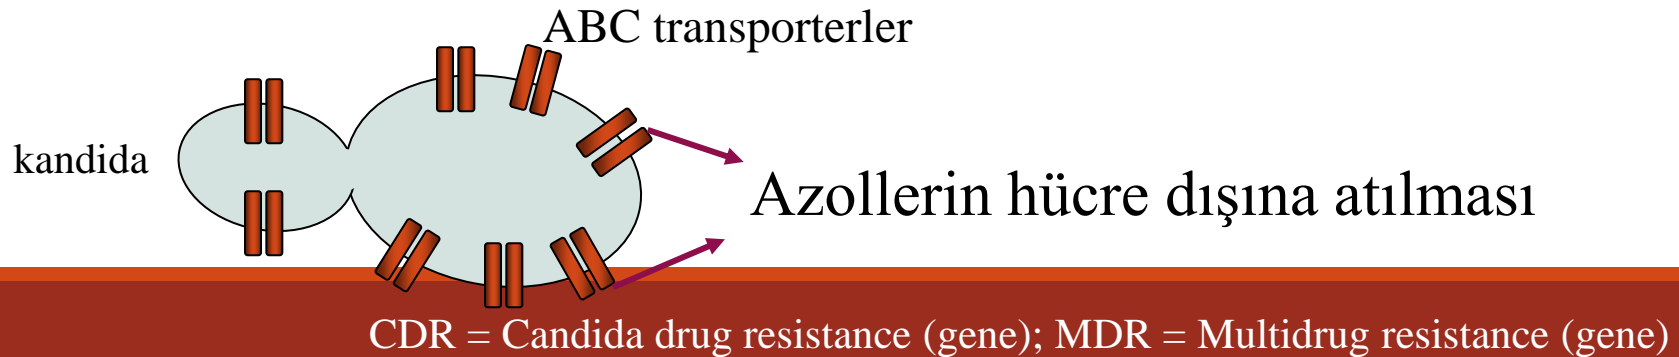 ABC transporterler
kandida
Azollerin hücre dışına atılması
CDR = Candida drug resistance (gene); MDR = Multidrug resistance (gene)